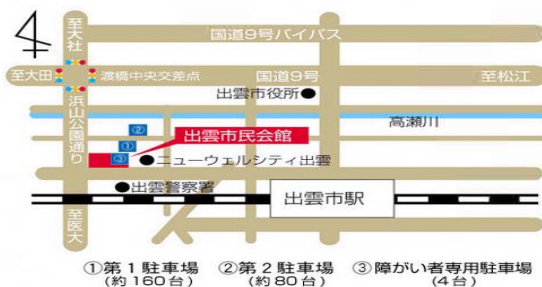 至大社
国道9号バイパス
至大田
渡橋中央交差点
国道9号
至松江
出雲市役所
浜山公園通り
高瀬川
②
出雲市民会館
①
③
ニューウェルシティ出雲
出雲警察署
出雲市駅
至医大
①第1駐車場
(約160台)
②第2駐車場
(約80台)
③障がい者専用駐車場
(4台)